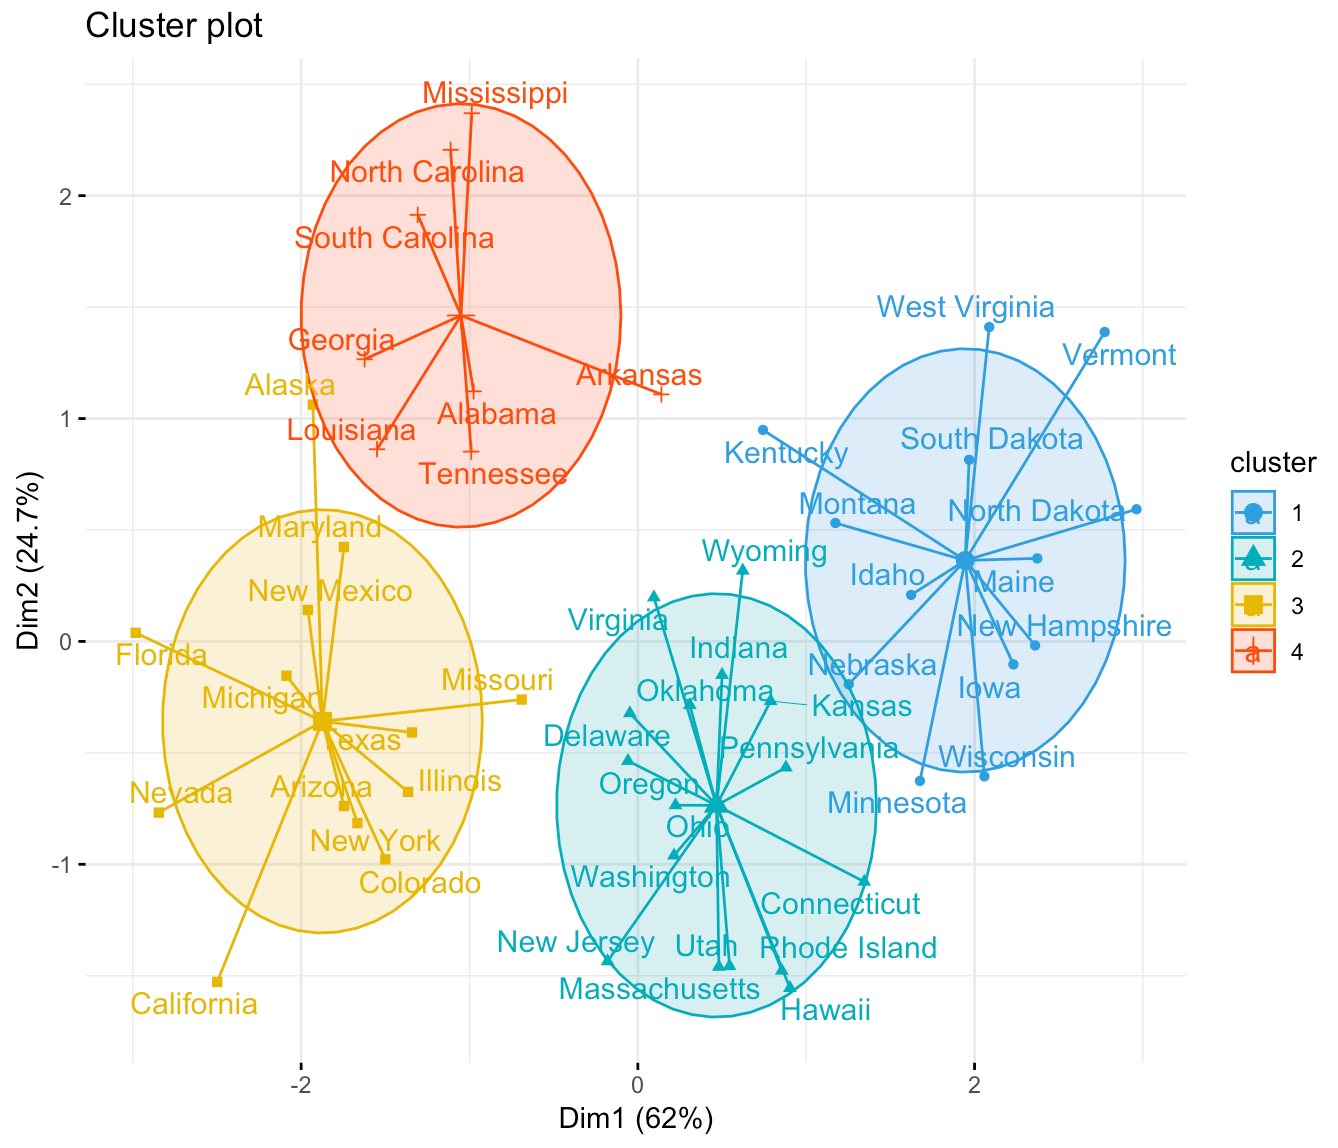 Cluster plot
Mississippi
North Carolina
South Carolina
Georgia
Alaska
Arkansas
Alabama
Louisiana
Tennessee
West Virginia
Vermont
South Dakota
Kentucky
Montana
North Dakota
Maryland
Wyoming
Idaho
Maine
New Mexico
Virginia
New Hampshire
Florida
Indiana
Nebraska
Michigan
Missouri
Oklahoma
Kansas
Iowa
exas
Delaware
Pennsylvania
Wisconsin
Nevada
Arizona
Illinois
Oregon
Minnesota
Ohio
New York
Washington
Colorado
Connecticut
New Jersey
Utah
Rhode Island
California
Massachusetts
Hawaii
2
1
0
-1
Dim2 (24.7%)
-2
0
2
Dim1 (62%)
cluster
a 1
a 2
a 3
a 4